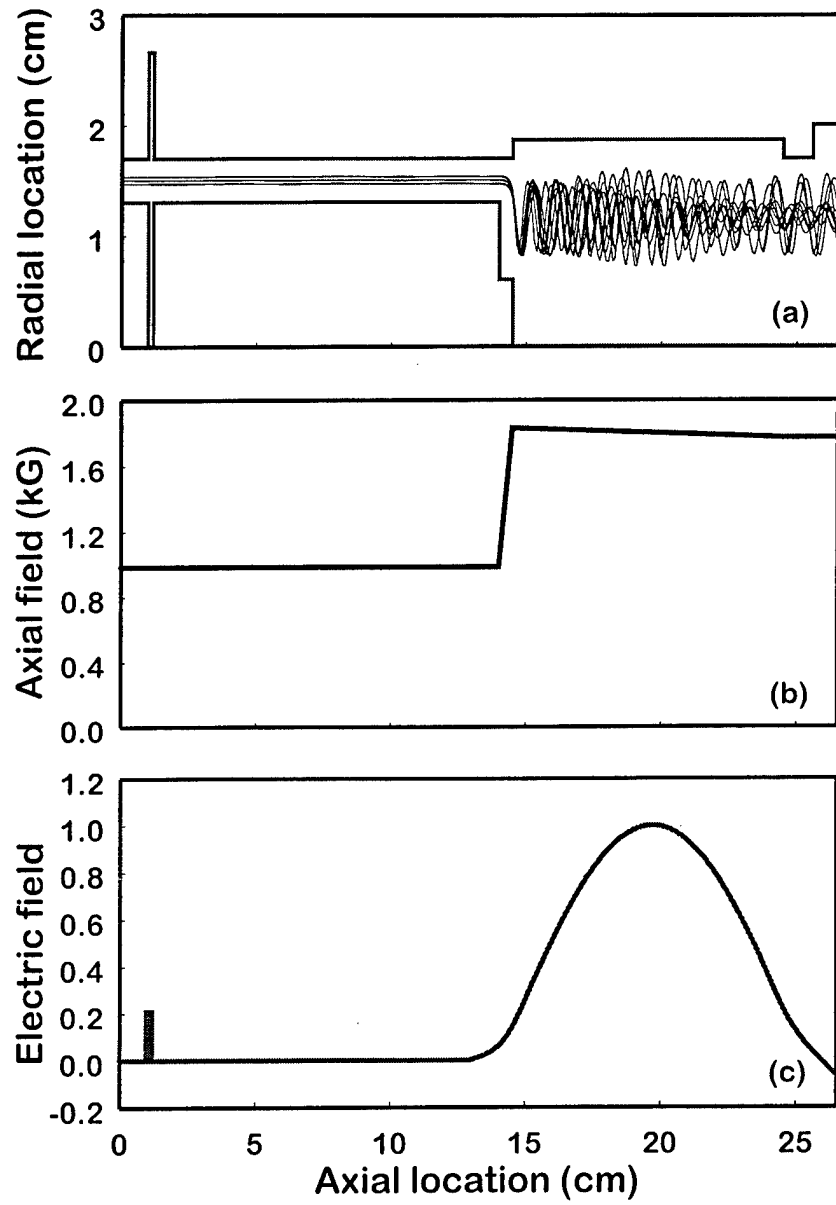 Radial location (cm)
3
2
1
0
(a)
Axial field (kG)
2.0
1.6
1.2
0.8
0.4
0.0
(b)
Electric field
1.2
1.0
0.8
0.6
0.4
0.2
0.0
-0.2
(c)
0 5 10 15 20 25
Axial location (cm)